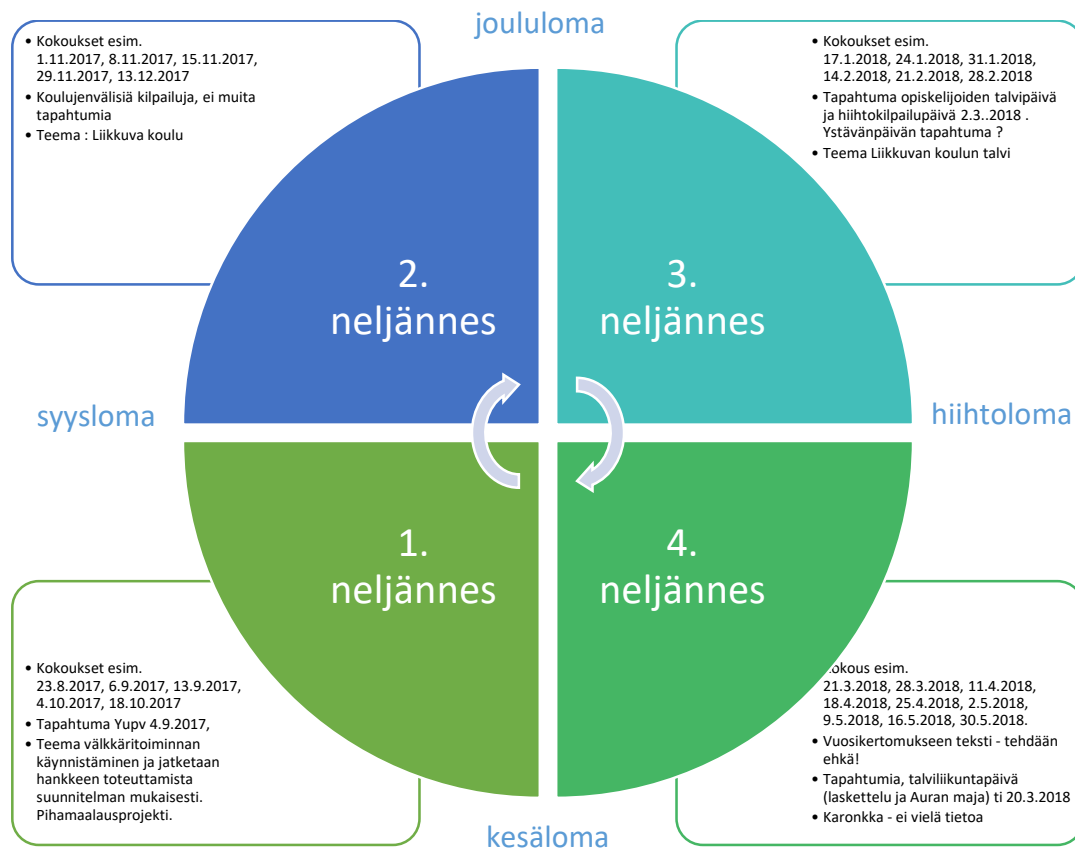 joululoma
• Kokoukset esim.
1.11.2017, 8.11.2017, 15.11.2017,
29.11.2017, 13.12.2017
• Koulujenvälisiä kilpailuja, ei muita
tapahtumia
• Teema : Liikkuva koulu
• Kokoukset esim.
17.1.2018, 24.1.2018, 31.1.2018,
14.2.2018, 21.2.2018, 28.2.2018
• Tapahtuma opiskelijoiden talvipäivä
ja hiihtokilpailupäivä 2.3..2018 .
Ystävänpäivän tapahtuma ?
• Teema Liikkuvan koulun talvi
2.
neljännes
3.
neljännes
syysloma
hiihtoloma
1.
neljännes
4.
neljännes
• Kokoukset esim.
23.8.2017, 6.9.2017, 13.9.2017,
4.10.2017, 18.10.2017
• Tapahtuma Yupv 4.9.2017,
• Teema välkkäritoiminnan
käynnistäminen ja jatketaan
hankkeen toteuttamista
suunnitelman mukaisesti.
Pihamaalausprojekti.
kokous esim.
21.3.2018, 28.3.2018, 11.4.2018,
18.4.2018, 25.4.2018, 2.5.2018,
9.5.2018, 16.5.2018, 30.5.2018.
• Vuosikertomukseen teksti - tehdään
ehkä!
• Tapahtumia, talviliikuntapäivä
(laskettelu ja Auran maja) ti 20.3.2018
• Karonkka - ei vielä tietoa
kesäloma